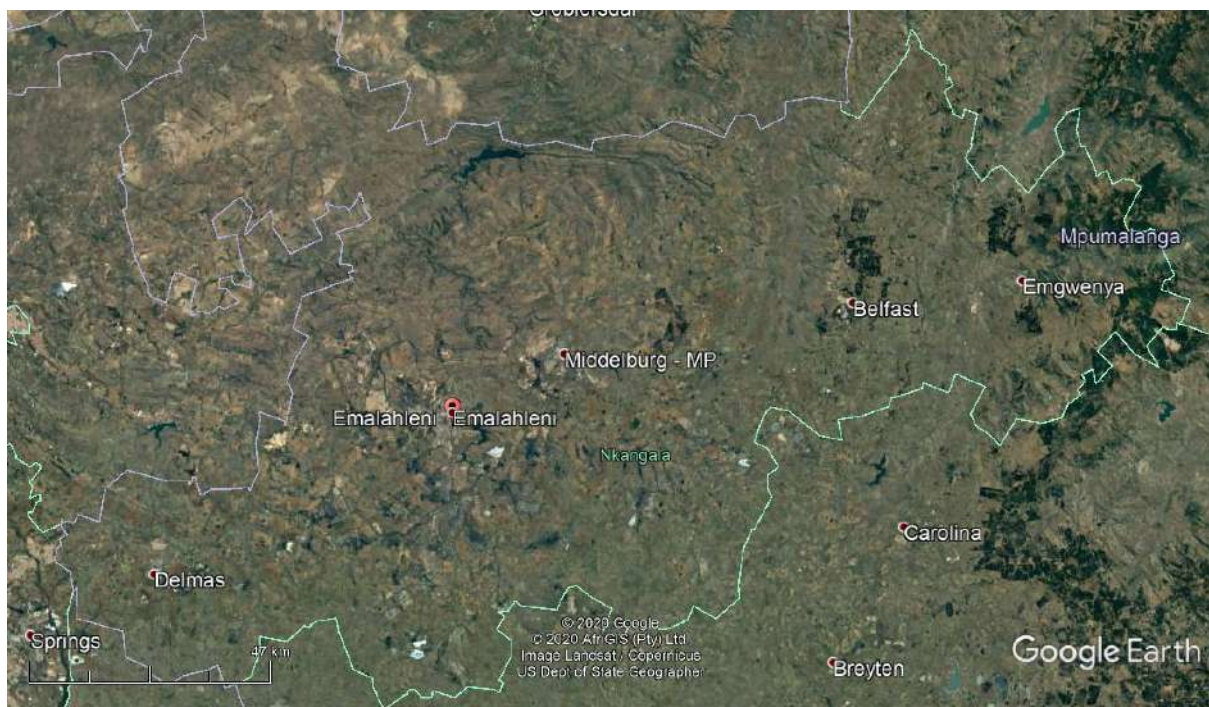 Groblersdal
Mpumalanga
Emgwenya
Belfast
Middelburg - MP
Emalahleni
Emalahleni
Nkangala
Carolina
Delmas
Springs
47 km
© 2020 Google
© 2020 AfriGIS (Pty) Ltd.
Image Landsat / Copernicus
US Dept of State Geographer
Breyten
Google Earth